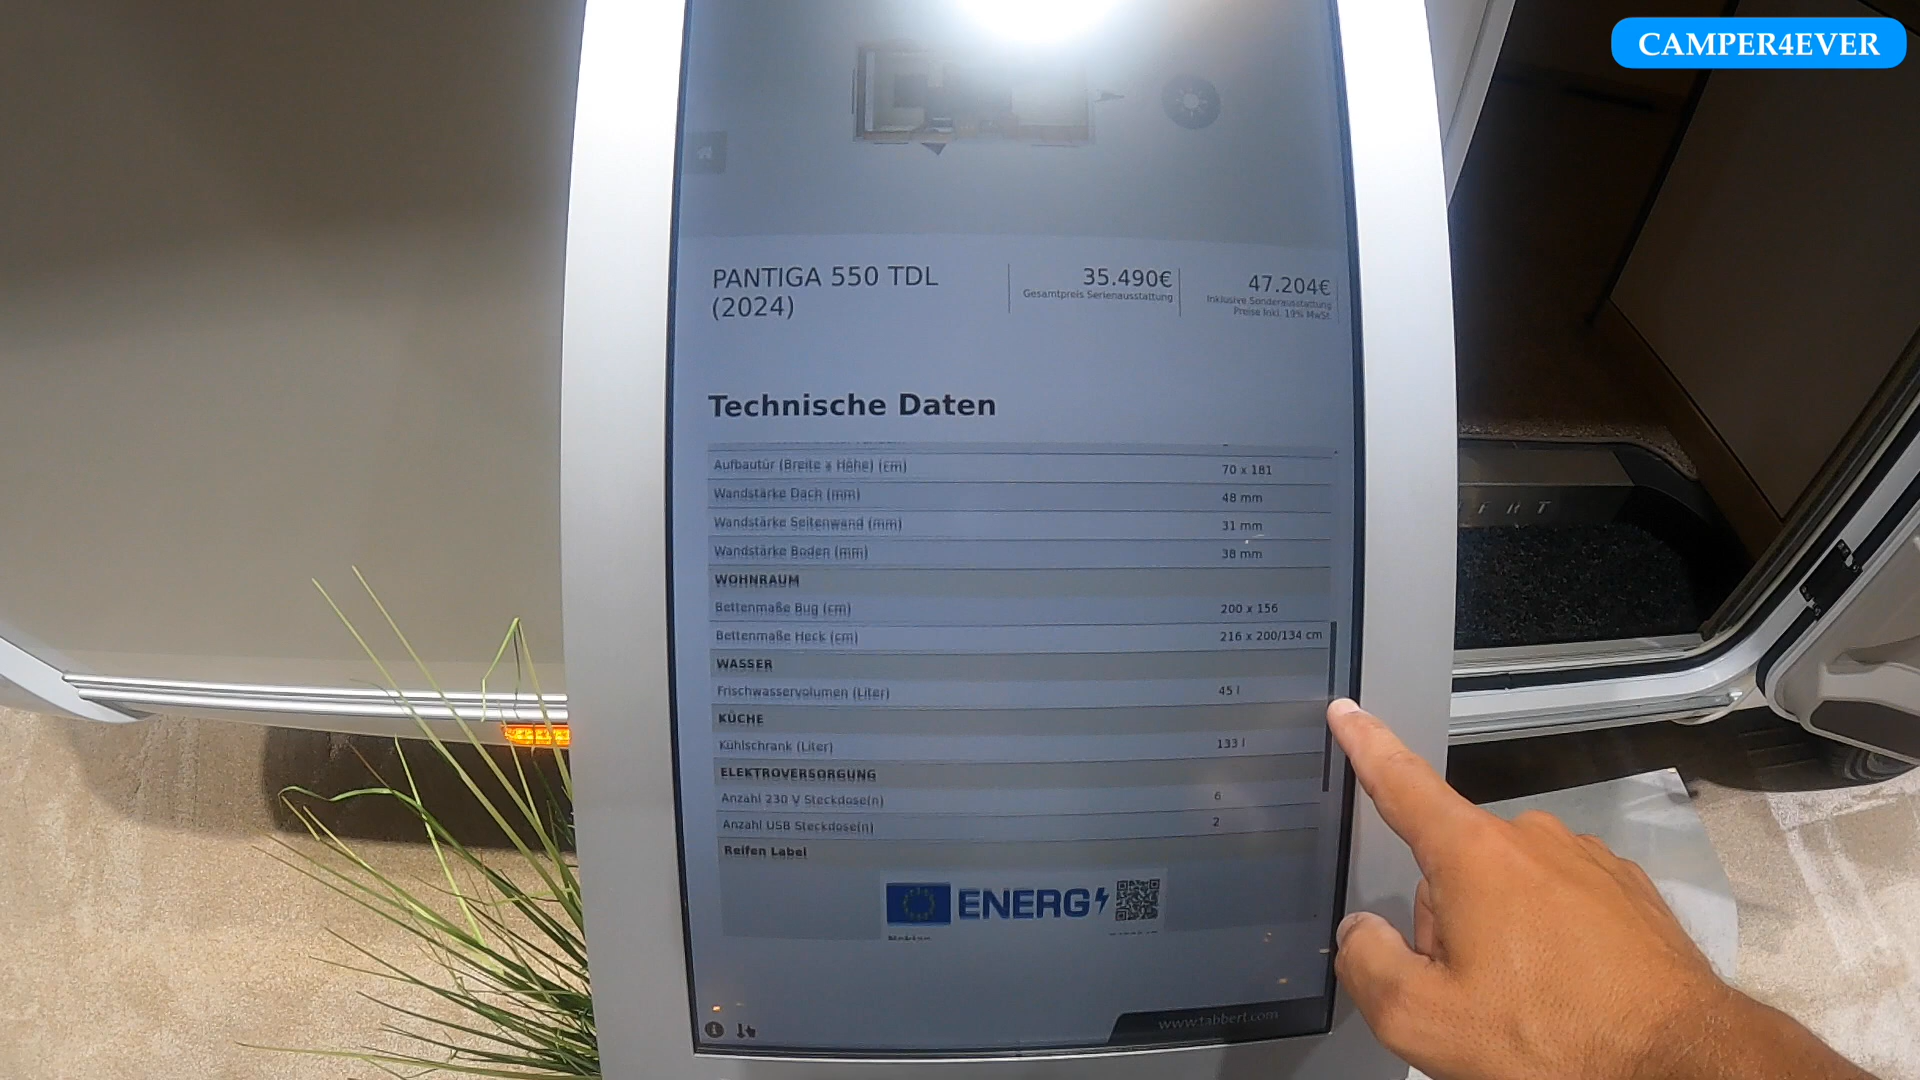 CAMPER4EVER
PANTIGA 550 TDL
(2024)
35.490€
Gesamtpreis Serienausstattung
47.204€
Inklusive Sonderausstattung
Preise Inkl. 19% MwSt.
Technische Daten
Aufbautür (Breite x Höhe) (cm) 70 x 181
Wandstärke Dach (mm) 48 mm
Wandstärke Seitenwand (mm) 31 mm
Wandstärke Boden (mm) 38 mm
WOHNRAUM
Bettenmaße Bug (cm) 200 x 156
Bettenmaße Heck (cm) 216 x 200/134 cm
WASSER
Frischwasservolumen (Liter) 45 l
KÜCHE
Kühlschrank (Liter) 133 l
ELEKTROVERSORGUNG
Anzahl 230 V Steckdose(n) 6
Anzahl USB Steckdose(n) 2
Reifen Label
ENERG
www.tabbert.com